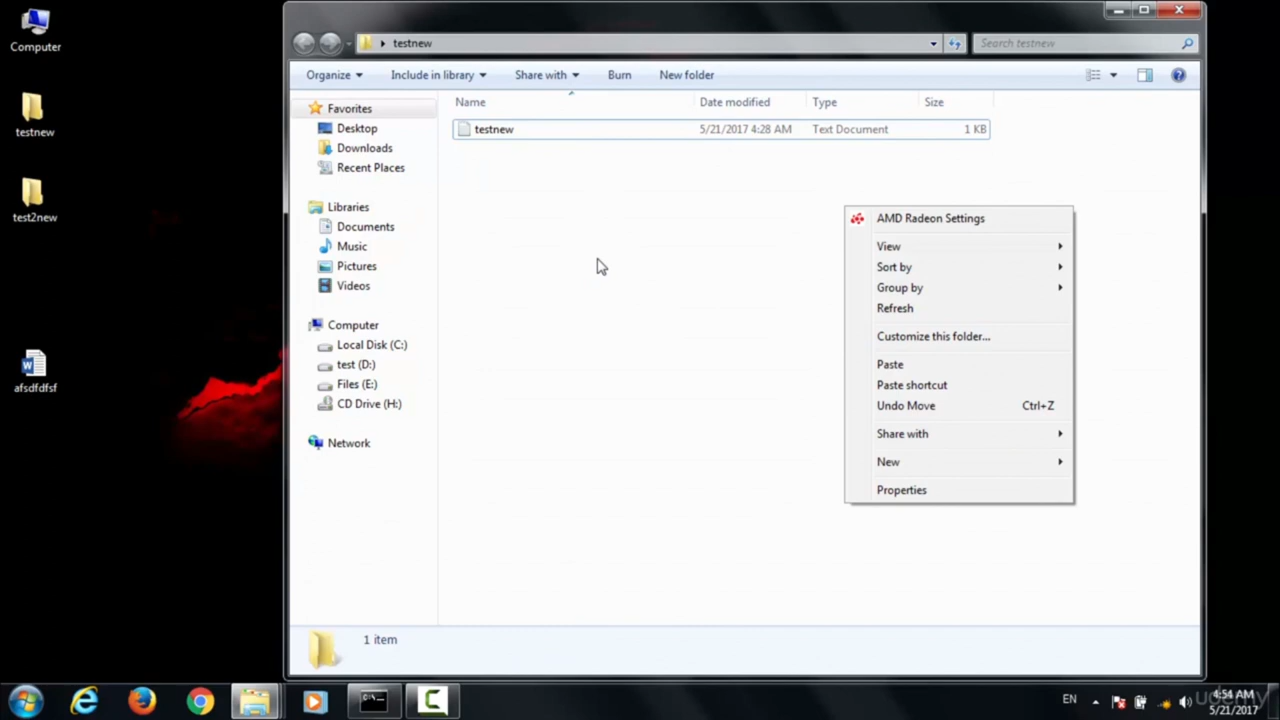 Computer
testnew
test2new
afsdfdfsf
testnew
Search testnew
Organize
Include in library
Share with
Burn
New folder
Favorites
Desktop
Downloads
Recent Places
Libraries
Documents
Music
Pictures
Videos
Computer
Local Disk (C:)
test (D:)
Files (E:)
CD Drive (H:)
Network
Name Date modified Type Size
testnew 5/21/2017 4:28 AM Text Document 1 KB
AMD Radeon Settings
View
Sort by
Group by
Refresh
Customize this folder...
Paste
Paste shortcut
Undo Move Ctrl+Z
Share with
New
Properties
1 item
EN
4:54 AM
5/21/2017
udemy